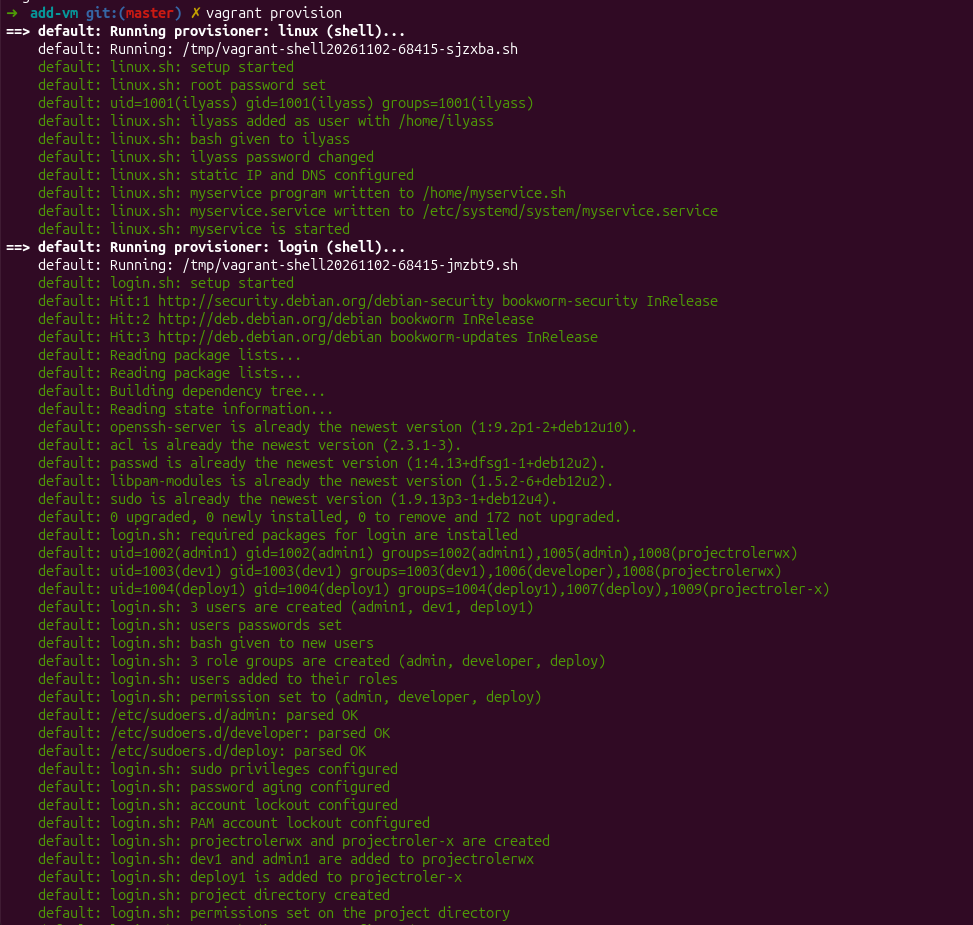 → add-vm git:(master) ✗ vagrant provision
==> default: Running provisioner: linux (shell)...
default: Running: /tmp/vagrant-shell20261102-68415-sjzxba.sh
default: linux.sh: setup started
default: linux.sh: root password set
default: uid=1001(ilyass) gid=1001(ilyass) groups=1001(ilyass)
default: linux.sh: ilyass added as user with /home/ilyass
default: linux.sh: bash given to ilyass
default: linux.sh: ilyass password changed
default: linux.sh: static IP and DNS configured
default: linux.sh: myservice program written to /home/myservice.sh
default: linux.sh: myservice.service written to /etc/systemd/system/myservice.service
default: linux.sh: myservice is started
==> default: Running provisioner: login (shell)...
default: Running: /tmp/vagrant-shell20261102-68415-jmzbt9.sh
default: login.sh: setup started
default: Hit:1 http://security.debian.org/debian-security bookworm-security InRelease
default: Hit:2 http://deb.debian.org/debian bookworm InRelease
default: Hit:3 http://deb.debian.org/debian bookworm-updates InRelease
default: Reading package lists...
default: Reading package lists...
default: Building dependency tree...
default: Reading state information...
default: openssh-server is already the newest version (1:9.2p1-2+deb12u10).
default: acl is already the newest version (2.3.1-3).
default: passwd is already the newest version (1:4.13+dfsg1-1+deb12u2).
default: libpam-modules is already the newest version (1.5.2-6+deb12u2).
default: sudo is already the newest version (1.9.13p3-1+deb12u4).
default: 0 upgraded, 0 newly installed, 0 to remove and 172 not upgraded.
default: login.sh: required packages for login are installed
default: uid=1002(admin1) gid=1002(admin1) groups=1002(admin1),1005(admin),1008(projectrolerwx)
default: uid=1003(dev1) gid=1003(dev1) groups=1003(dev1),1006(developer),1008(projectrolerwx)
default: uid=1004(deploy1) gid=1004(deploy1) groups=1004(deploy1),1007(deploy),1009(projectroler-x)
default: login.sh: 3 users are created (admin1, dev1, deploy1)
default: login.sh: users passwords set
default: login.sh: bash given to new users
default: login.sh: 3 role groups are created (admin, developer, deploy)
default: login.sh: users added to their roles
default: login.sh: permission set to (admin, developer, deploy)
default: /etc/sudoers.d/admin: parsed OK
default: /etc/sudoers.d/developer: parsed OK
default: /etc/sudoers.d/deploy: parsed OK
default: login.sh: sudo privileges configured
default: login.sh: password aging configured
default: login.sh: account lockout configured
default: login.sh: PAM account lockout configured
default: login.sh: projectrolerwx and projectroler-x are created
default: login.sh: dev1 and admin1 are added to projectrolerwx
default: login.sh: deploy1 is added to projectroler-x
default: login.sh: project directory created
default: login.sh: permissions set on the project directory